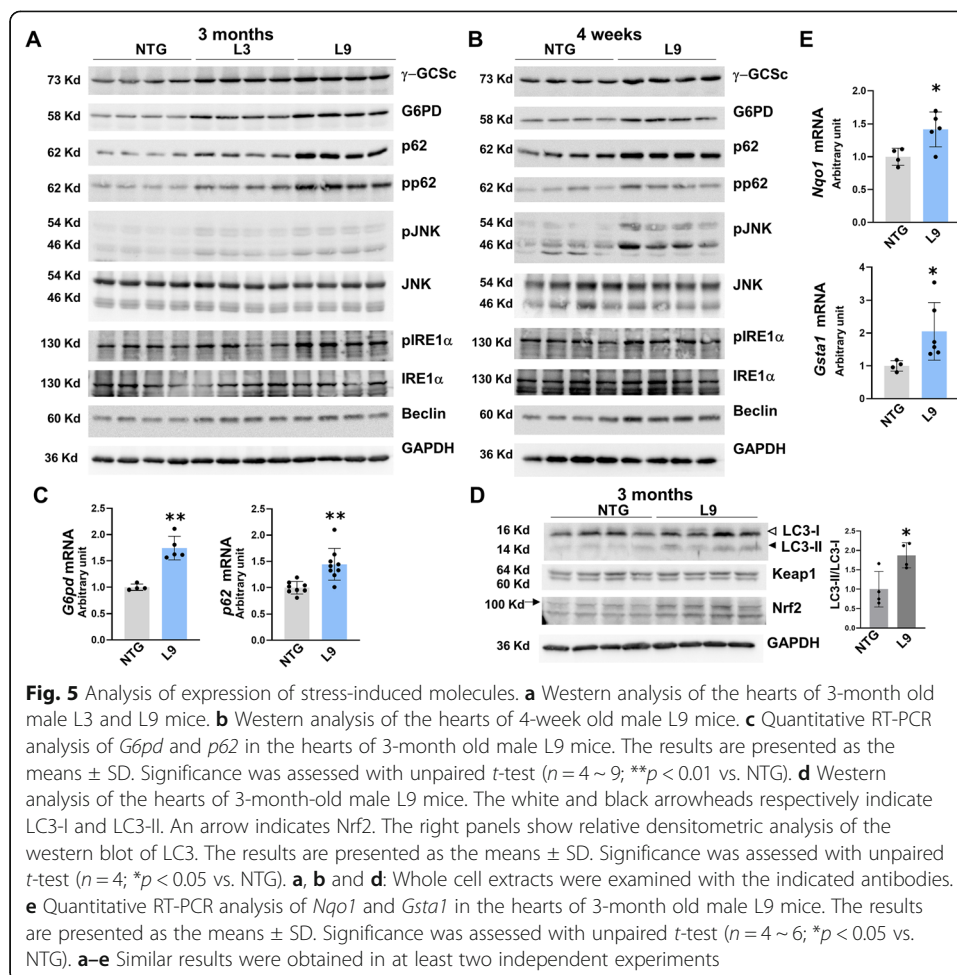 A
3 months
NTG L3 L9
73 Kd γ–GCSc
58 Kd G6PD
62 Kd p62
62 Kd pp62
54 Kd
46 Kd
pJNK
54 Kd
46 Kd
JNK
130 Kd pIRE1α
130 Kd IRE1α
60 Kd Beclin
36 Kd GAPDH
B
4 weeks
NTG L9
73 Kd γ–GCSc
58 Kd G6PD
62 Kd p62
62 Kd pp62
54 Kd
46 Kd
pJNK
54 Kd
46 Kd
JNK
130 Kd pIRE1α
130 Kd IRE1α
60 Kd Beclin
36 Kd GAPDH
E
Nqo1 mRNA
Arbitrary unit
2.0
1.5
1.0
0.5
0.0
*
NTG L9
Gsta1 mRNA
Arbitrary unit
4
2
0
*
NTG L9
C
G6pd mRNA
Arbitrary unit
2.5
2.0
1.5
1.0
0.5
0.0
**
NTG L9
p62 mRNA
Arbitrary unit
2.5
2.0
1.5
1.0
0.5
0.0
**
NTG L9
D
3 months
NTG L9
16 Kd LC3-I
14 Kd LC3-II
64 Kd
60 Kd
Keap1
100 Kd Nrf2
36 Kd GAPDH
LC3-II/LC3-I
2.5
2.0
1.5
1.0
0.5
0.0
*
NTG L9
Fig. 5 Analysis of expression of stress-induced molecules. a Western analysis of the hearts of 3-month old
male L3 and L9 mice. b Western analysis of the hearts of 4-week old male L9 mice. c Quantitative RT-PCR
analysis of G6pd and p62 in the hearts of 3-month old male L9 mice. The results are presented as the
means ± SD. Significance was assessed with unpaired t-test (n = 4 ~ 9; **p < 0.01 vs. NTG). d Western
analysis of the hearts of 3-month-old male L9 mice. The white and black arrowheads respectively indicate
LC3-I and LC3-II. An arrow indicates Nrf2. The right panels show relative densitometric analysis of the
western blot of LC3. The results are presented as the means ± SD. Significance was assessed with unpaired
t-test (n = 4; *p < 0.05 vs. NTG). a, b and d: Whole cell extracts were examined with the indicated antibodies.
e Quantitative RT-PCR analysis of Nqo1 and Gsta1 in the hearts of 3-month old male L9 mice. The results
are presented as the means ± SD. Significance was assessed with unpaired t-test (n = 4 ~ 6; *p < 0.05 vs.
NTG). a–e Similar results were obtained in at least two independent experiments